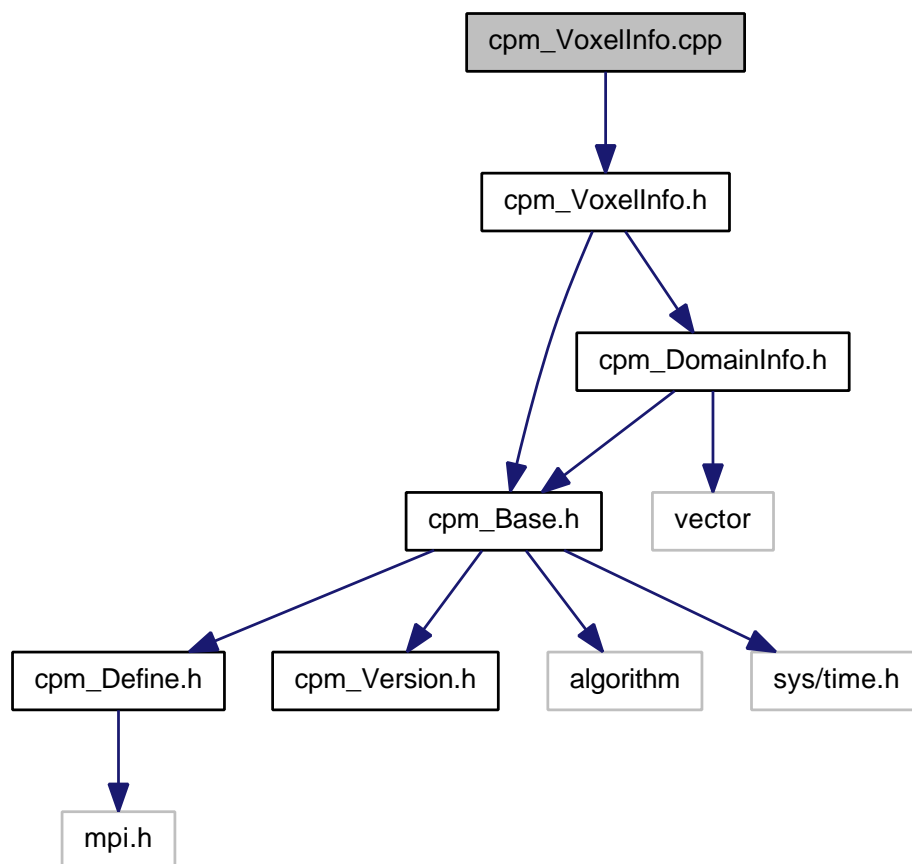 cpm_VoxelInfo.cpp
cpm_VoxelInfo.h
cpm_DomainInfo.h
cpm_Base.h
vector
cpm_Define.h
cpm_Version.h
algorithm
sys/time.h
mpi.h